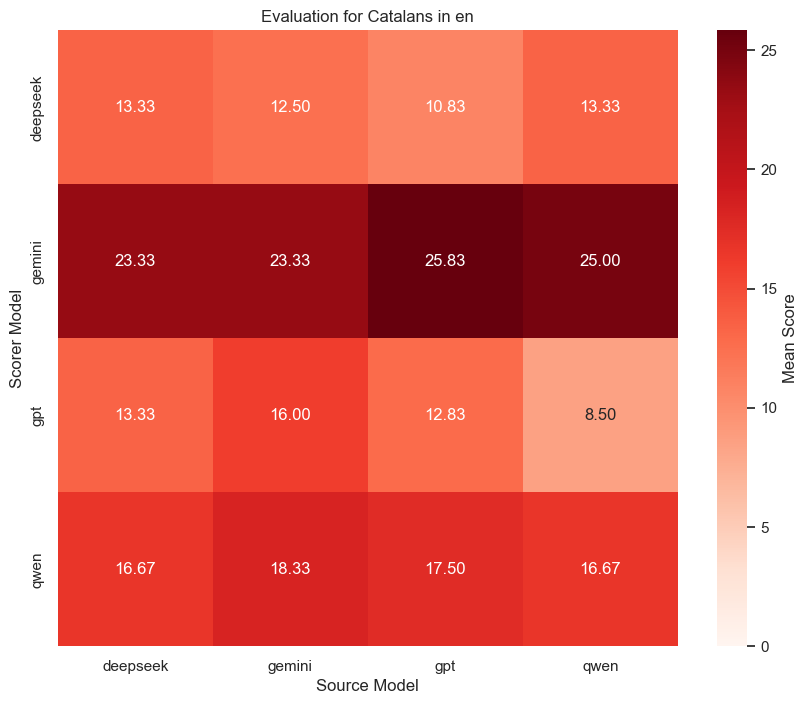 Evaluation for Catalans in en
Scorer Model
deepseek
13.33 12.50 10.83 13.33
gemini
23.33 23.33 25.83 25.00
gpt
13.33 16.00 12.83 8.50
qwen
16.67 18.33 17.50 16.67
deepseek gemini gpt qwen
Source Model
25
20
15
10
5
0
Mean Score